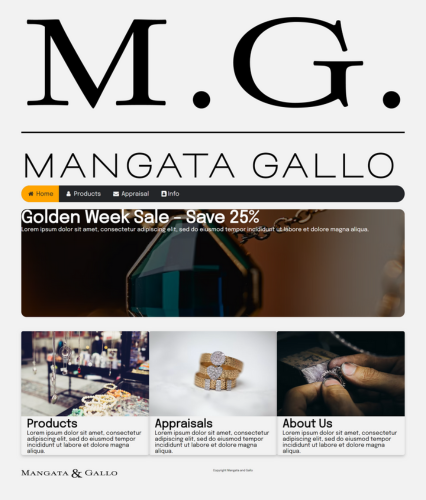 M.G.
MANGATA GALLO
Home Products Appraisal Info
Golden Week Sale – Save 25%
Lorem ipsum dolor sit amet, consectetur adipiscing elit, sed do eiusmod tempor incididunt ut labore et dolore magna aliqua.
Products
Lorem ipsum dolor sit amet, consectetur
adipiscing elit, sed do eiusmod tempor
incididunt ut labore et dolore magna
aliqua.
Appraisals
Lorem ipsum dolor sit amet, consectetur
adipiscing elit, sed do eiusmod tempor
incididunt ut labore et dolore magna
aliqua.
About Us
Lorem ipsum dolor sit amet, consectetur
adipiscing elit, sed do eiusmod tempor
incididunt ut labore et dolore magna
aliqua.
MANGATA & GALLO
Copyright Mangata and Gallo